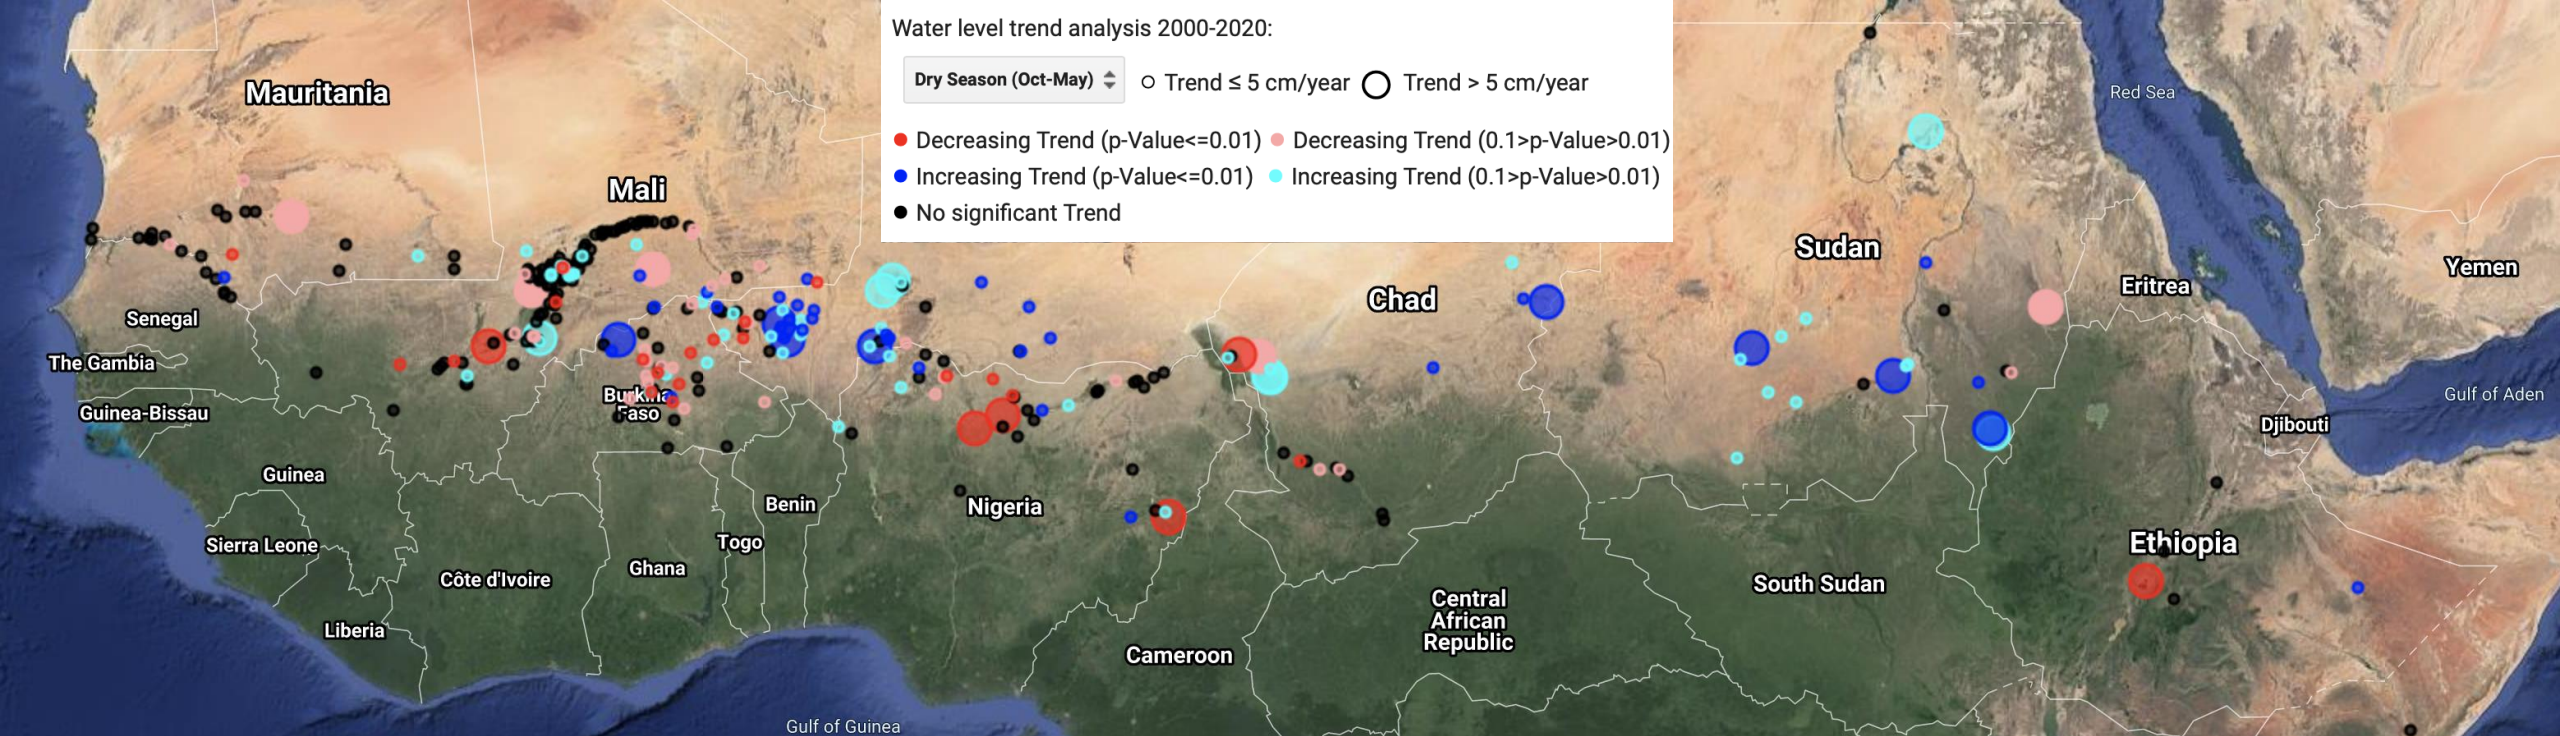 Water level trend analysis 2000-2020:
Dry Season (Oct-May) Trend ≤ 5 cm/year Trend > 5 cm/year
Decreasing Trend (p-Value<=0.01) Decreasing Trend (0.1>p-Value>0.01)
Increasing Trend (p-Value<=0.01) Increasing Trend (0.1>p-Value>0.01)
No significant Trend
Mauritania
Red Sea
Mali
Sudan
Yemen
Eritrea
Chad
Senegal
The Gambia
Burkina
Faso
Gulf of Aden
Guinea-Bissau
Djibouti
Guinea
Benin
Nigeria
Sierra Leone
Togo
Ethiopia
Côte d'Ivoire
Ghana
South Sudan
Central
African
Republic
Liberia
Cameroon
Gulf of Guinea